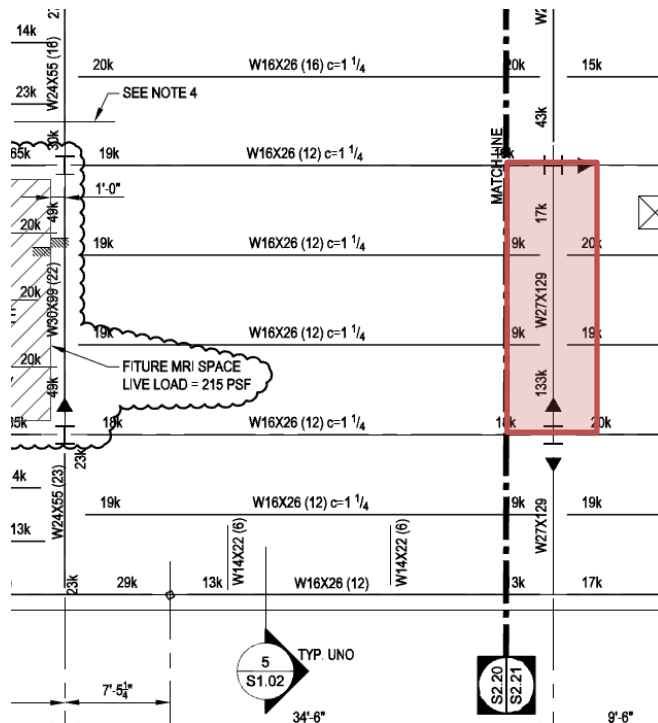 14k
27
W24X55 (16)
20k
W16X26 (16) c=1 1/4
20k
15k
23k
SEE NOTE 4
30k
43k
65k
19k
W16X26 (12) c=1 1/4
MATCH LINE
1'-0"
49k
17k
20k
19k
W16X26 (12) c=1 1/4
9k
20k
20k
W30X99 (22)
19k
W16X26 (12) c=1 1/4
9k
W27X129
19k
20k
FITURE MRI SPACE
LIVE LOAD = 215 PSF
49k
133k
18k
W16X26 (12) c=1 1/4
18k
20k
23k
4k
W24X55 (23)
19k
W16X26 (12) c=1 1/4
9k
W27X129
19k
13k
W14X22 (6)
W14X22 (6)
23k
29k
13k
W16X26 (12)
3k
17k
5
S1.02
TYP. UNO
S2.20
S2.21
7'-5 1/4"
34'-6"
9'-6"